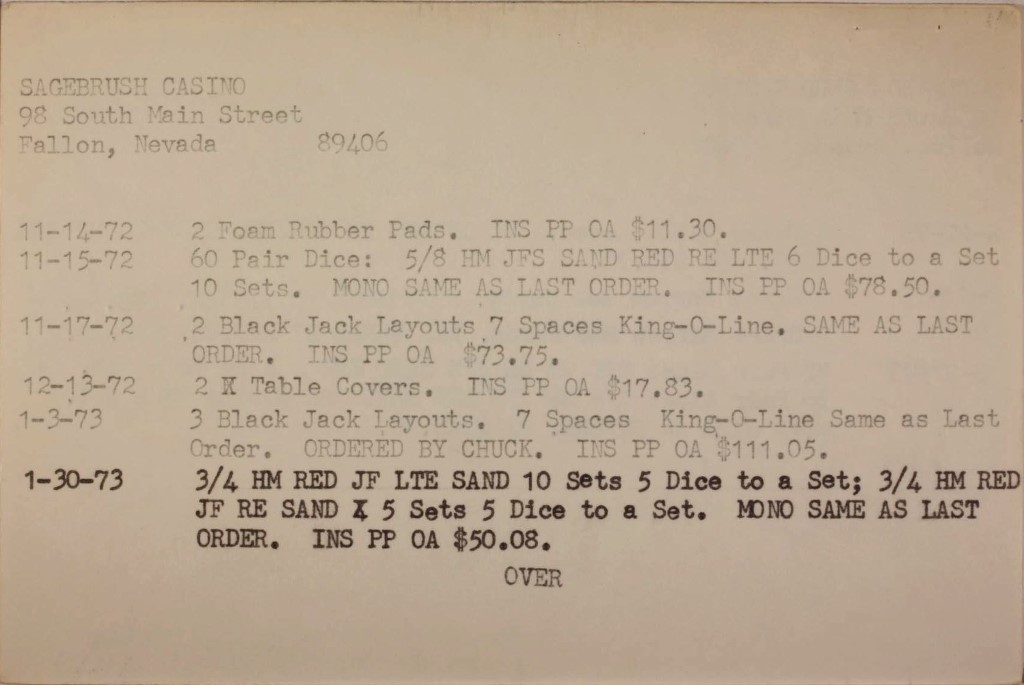 SAGEBRUSH CASINO
98 South Main Street
Fallon, Nevada 89406
11-14-72 2 Foam Rubber Pads. INS PP OA $11.30.
11-15-72 60 Pair Dice: 5/8 HM JFS SAND RED RE LTE 6 Dice to a Set
10 Sets. MONO SAME AS LAST ORDER. INS PP OA $78.50.
11-17-72 2 Black Jack Layouts 7 Spaces King-O-Line. SAME AS LAST
ORDER. INS PP OA $73.75.
12-13-72 2 K Table Covers. INS PP OA $17.83.
1-3-73 3 Black Jack Layouts. 7 Spaces King-O-Line Same as Last
Order. ORDERED BY CHUCK. INS PP OA $111.05.
1-30-73 3/4 HM RED JF LTE SAND 10 Sets 5 Dice to a Set; 3/4 HM RED
JF RE SAND 5 Sets 5 Dice to a Set. MONO SAME AS LAST
ORDER. INS PP OA $50.08.
OVER